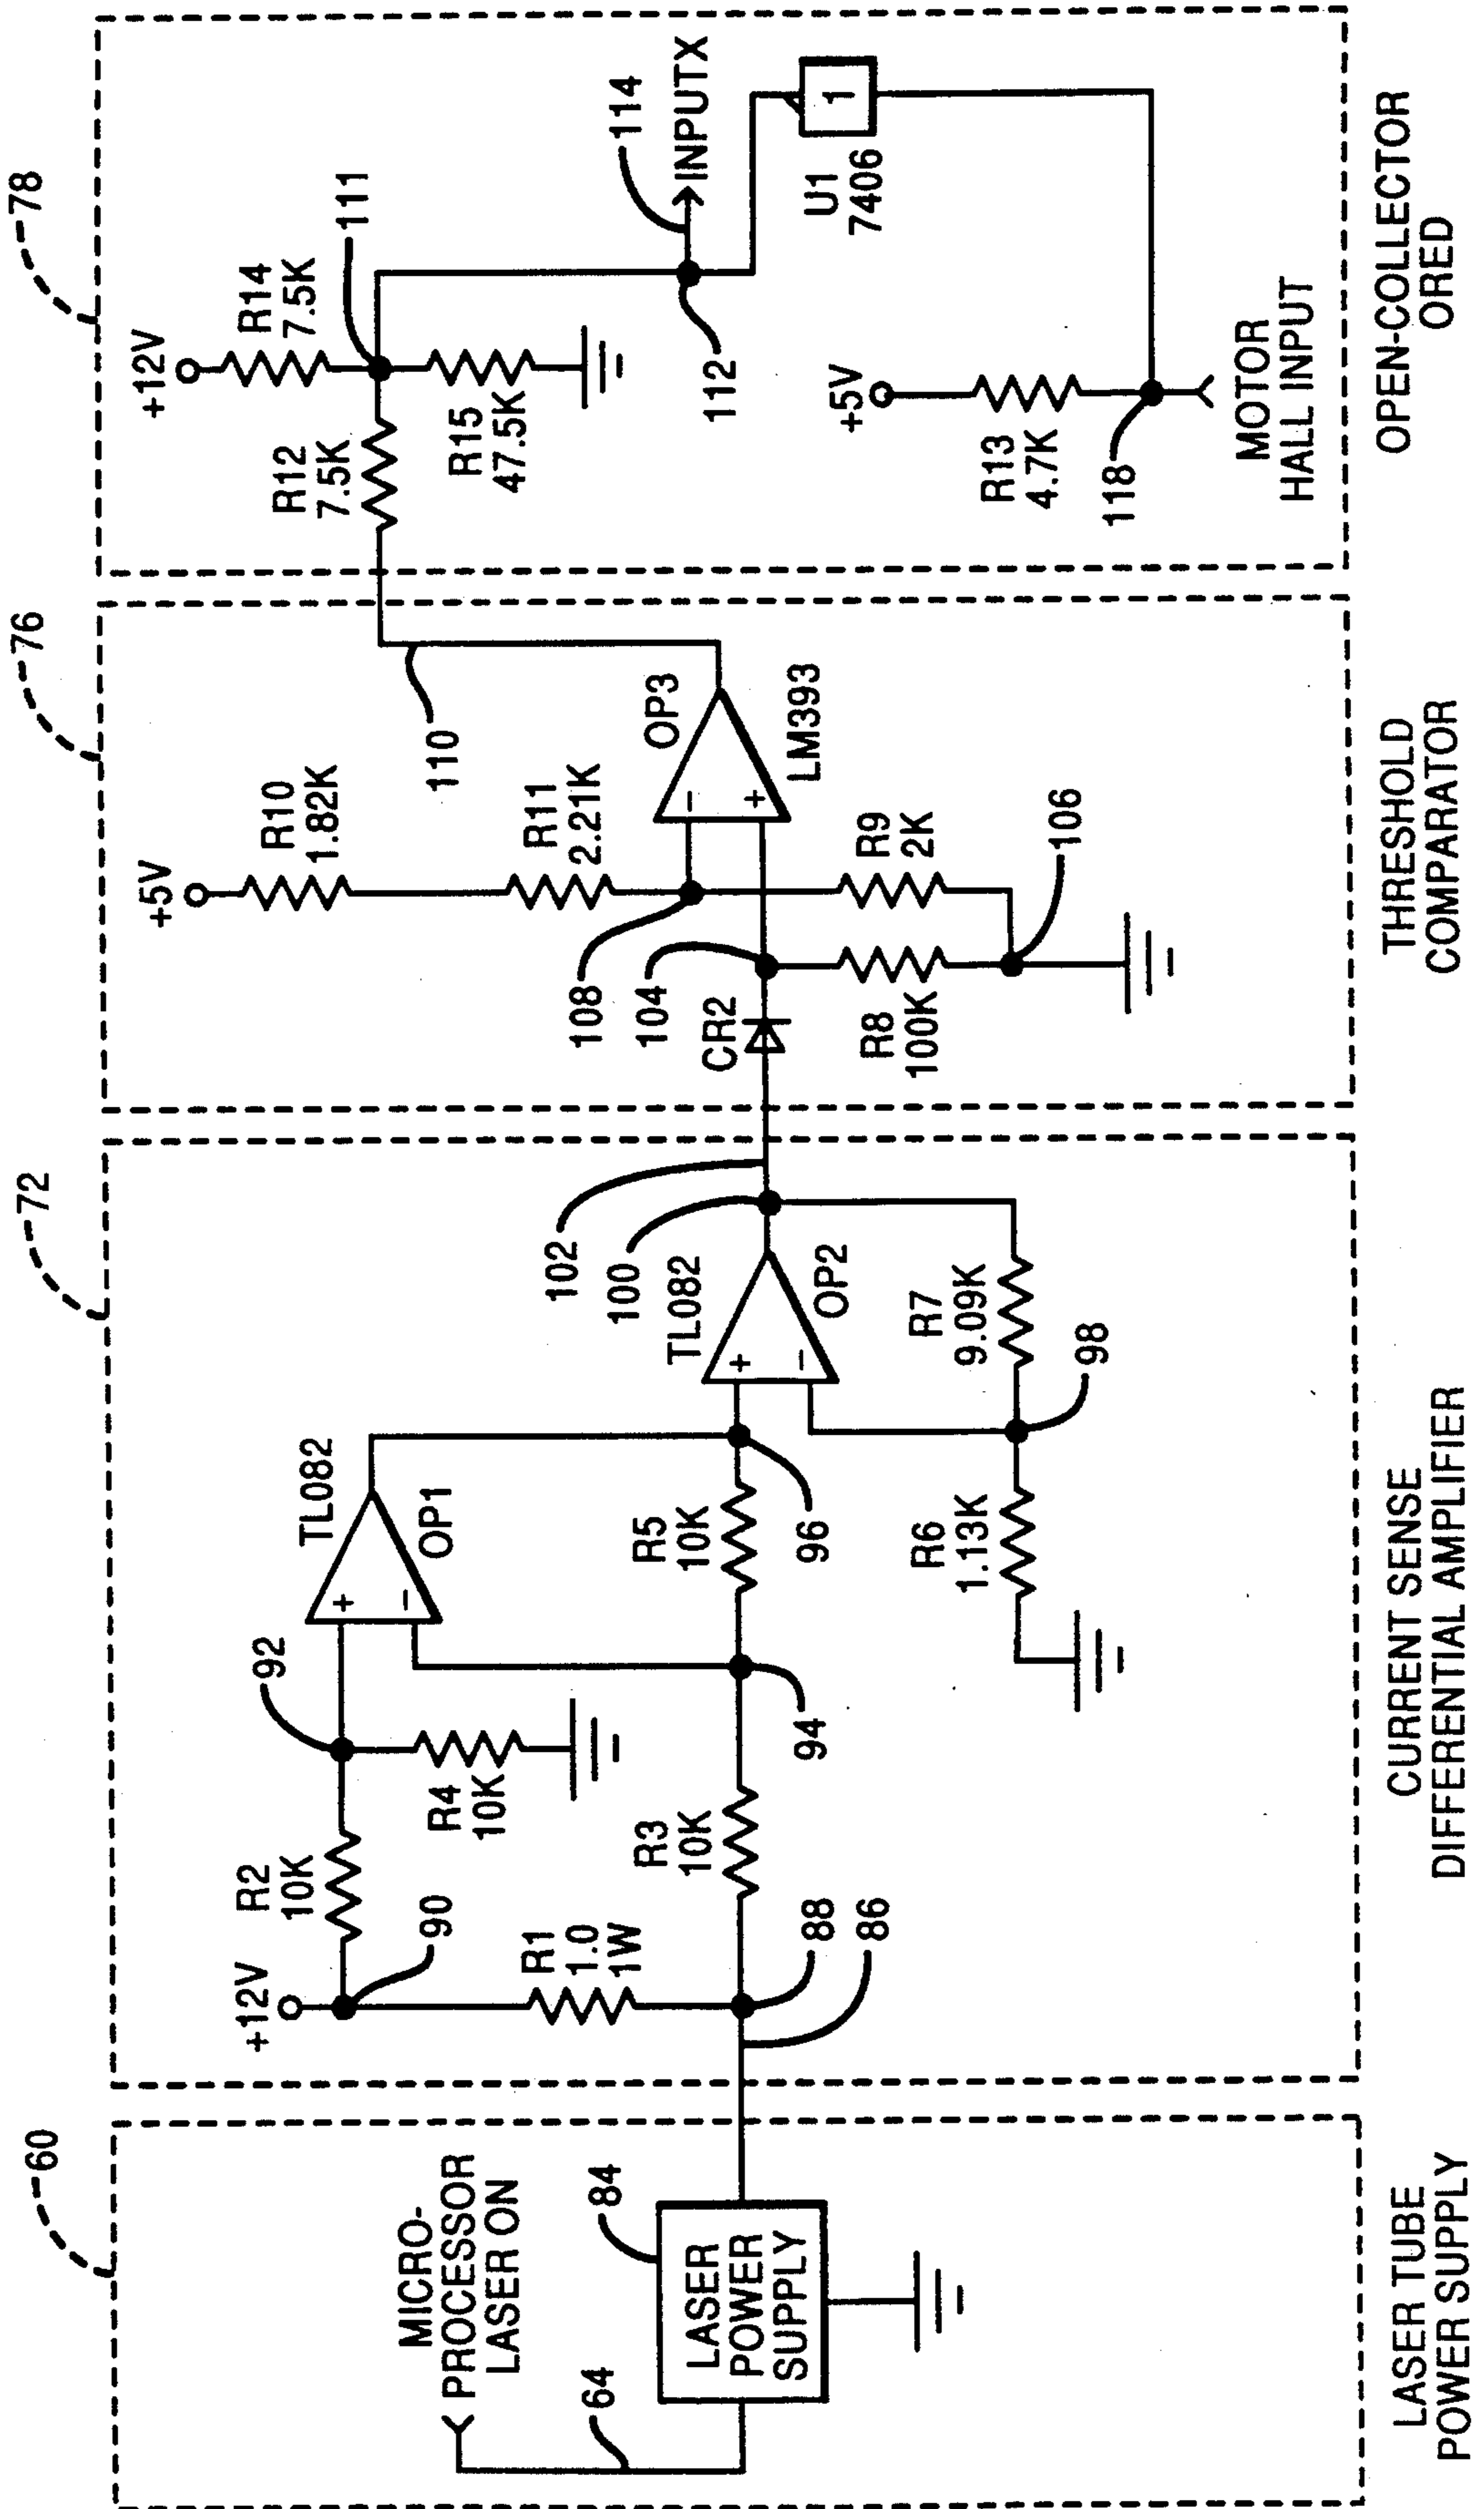 60
MICRO-
PROCESSOR
LASER ON
64
84
LASER
POWER
SUPPLY
LASER TUBE
POWER SUPPLY
72
+12V
90
R2
10K
92
R4
10K
R1
1.0
1W
88
86
R3
10K
94
TL082
+
−
OP1
R5
10K
96
R6
1.13K
98
R7
9.09K
TL082
+
−
OP2
100
102
CURRENT SENSE
DIFFERENTIAL AMPLIFIER
76
+5V
R10
1.82K
R11
2.21K
108
104
CR2
R8
100K
R9
2K
106
OP3
−
+
LM393
110
THRESHOLD
COMPARATOR
78
+12V
R14
7.5K
111
R12
7.5K
R15
47.5K
112
114
INPUTX
1
U1
7406
+5V
R13
4.7K
118
MOTOR
HALL INPUT
OPEN-COLLECTOR
ORED